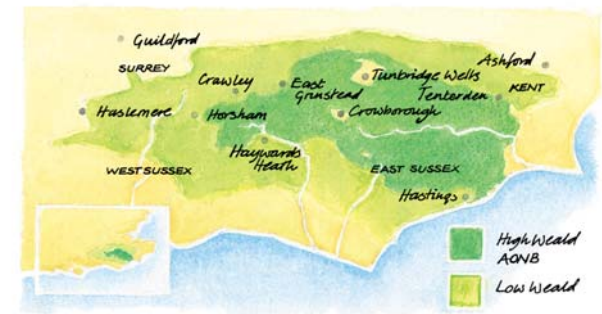 Guildford
SURREY
Ashford
Crawley
East
Grinstead
Tunbridge Wells
Tenterden
KENT
Haslemere
Horsham
Crowborough
Haywards
Heath
WEST SUSSEX
EAST SUSSEX
Hastings
High Weald
AONB
Low Weald